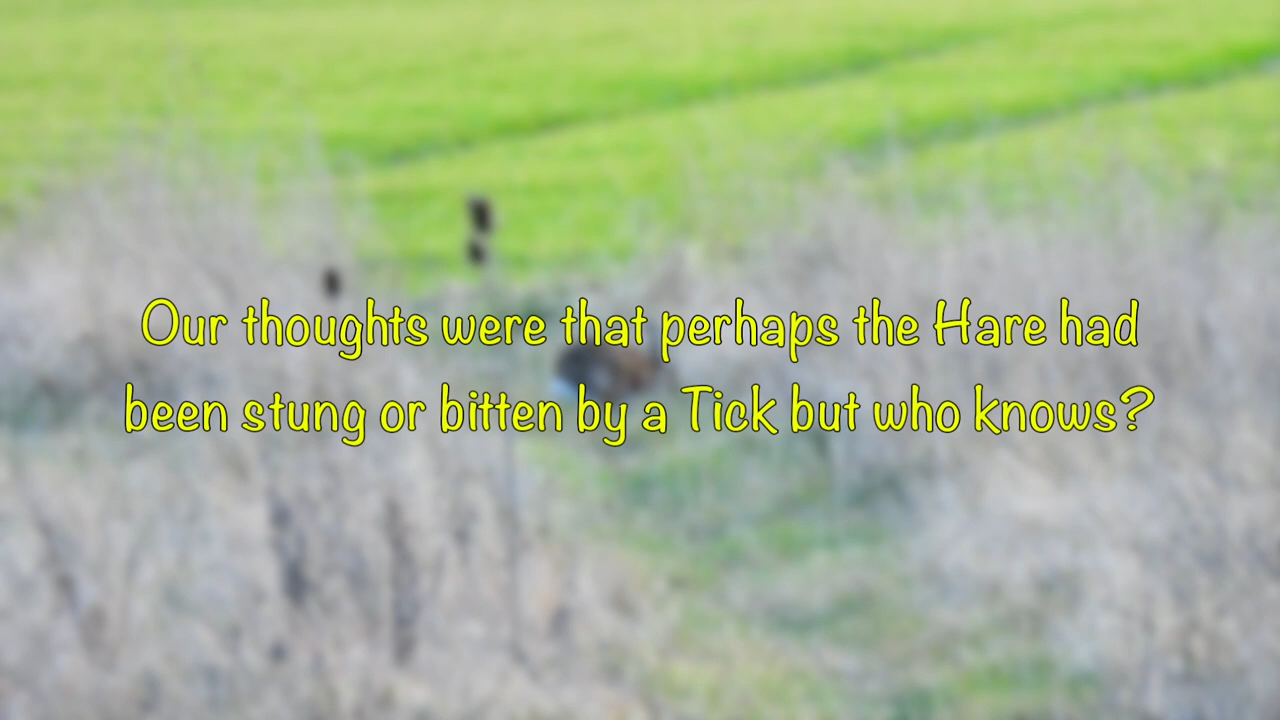 Our thoughts were that perhaps the Hare had
been stung or bitten by a Tick but who knows?